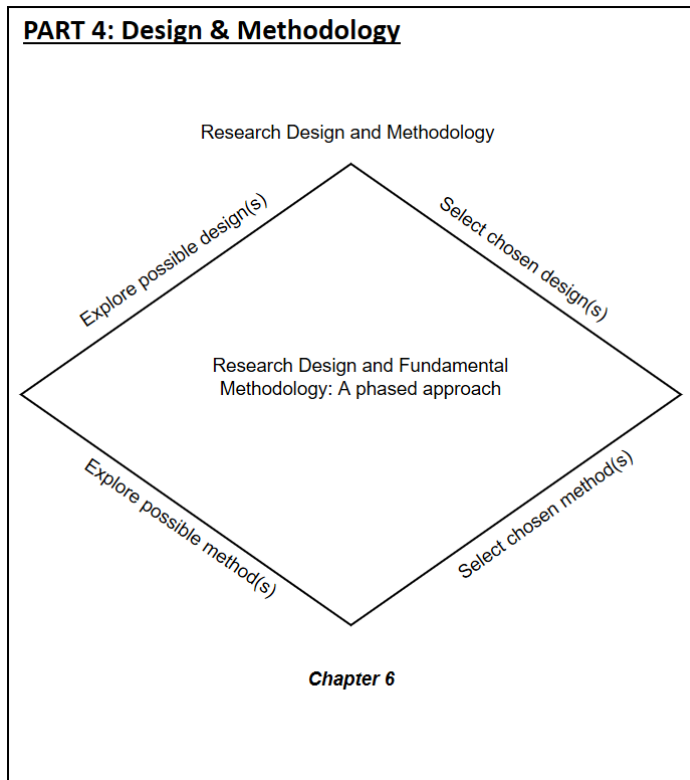 PART 4: Design & Methodology
Research Design and Methodology
Explore possible design(s)
Select chosen design(s)
Research Design and Fundamental
Methodology: A phased approach
Explore possible method(s)
Select chosen method(s)
Chapter 6